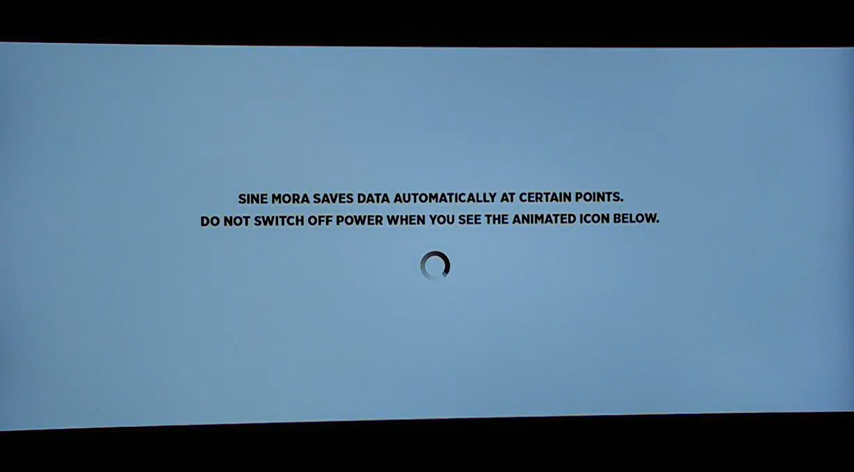 SINE MORA SAVES DATA AUTOMATICALLY AT CERTAIN POINTS.
DO NOT SWITCH OFF POWER WHEN YOU SEE THE ANIMATED ICON BELOW.